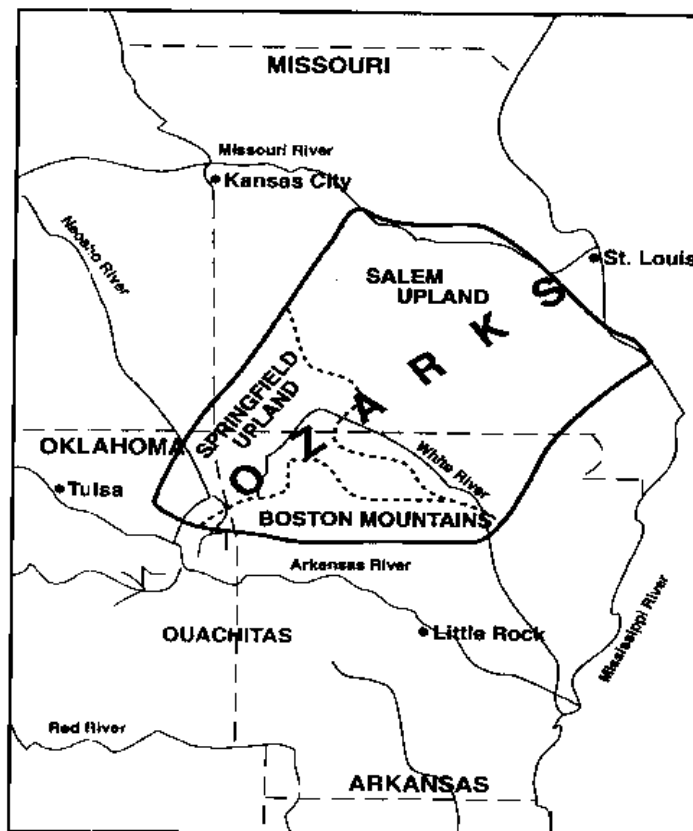 MISSOURI
Missouri River
Kansas City
Neosho River
St. Louis
SALEM
UPLAND
OZARKS
SPRINGFIELD
UPLAND
OKLAHOMA
White River
Tulsa
BOSTON MOUNTAINS
Arkansas River
Mississippi River
OUACHITAS
Little Rock
Red River
ARKANSAS